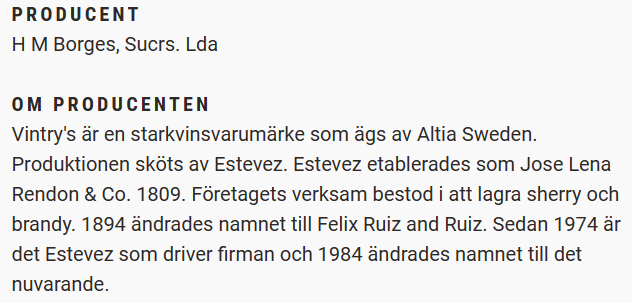 PRODUCENT
H M Borges, Sucrs. Lda
OM PRODUCENTEN
Vintry's är en starkvinsvarumärke som ägs av Altia Sweden.
Produktionen sköts av Estevez. Estevez etablerades som Jose Lena
Rendon & Co. 1809. Företagets verksam bestod i att lagra sherry och
brandy. 1894 ändrades namnet till Felix Ruiz and Ruiz. Sedan 1974 är
det Estevez som driver firman och 1984 ändrades namnet till det
nuvarande.